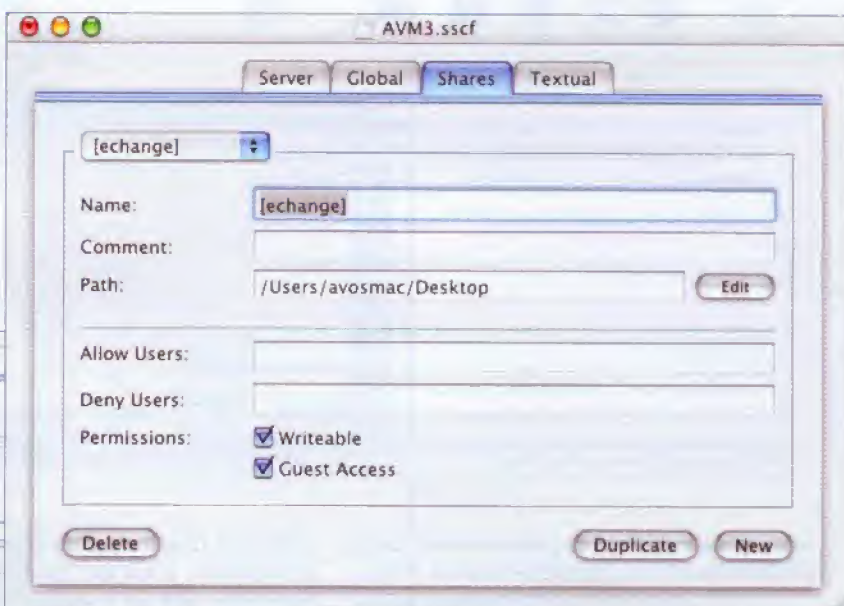 AVM3.sscf
Server Global Shares Textual
[echange]
Name: [echange]
Comment:
Path: /Users/avosmac/Desktop Edit
Allow Users:
Deny Users:
Permissions: Writeable
Guest Access
Delete Duplicate New